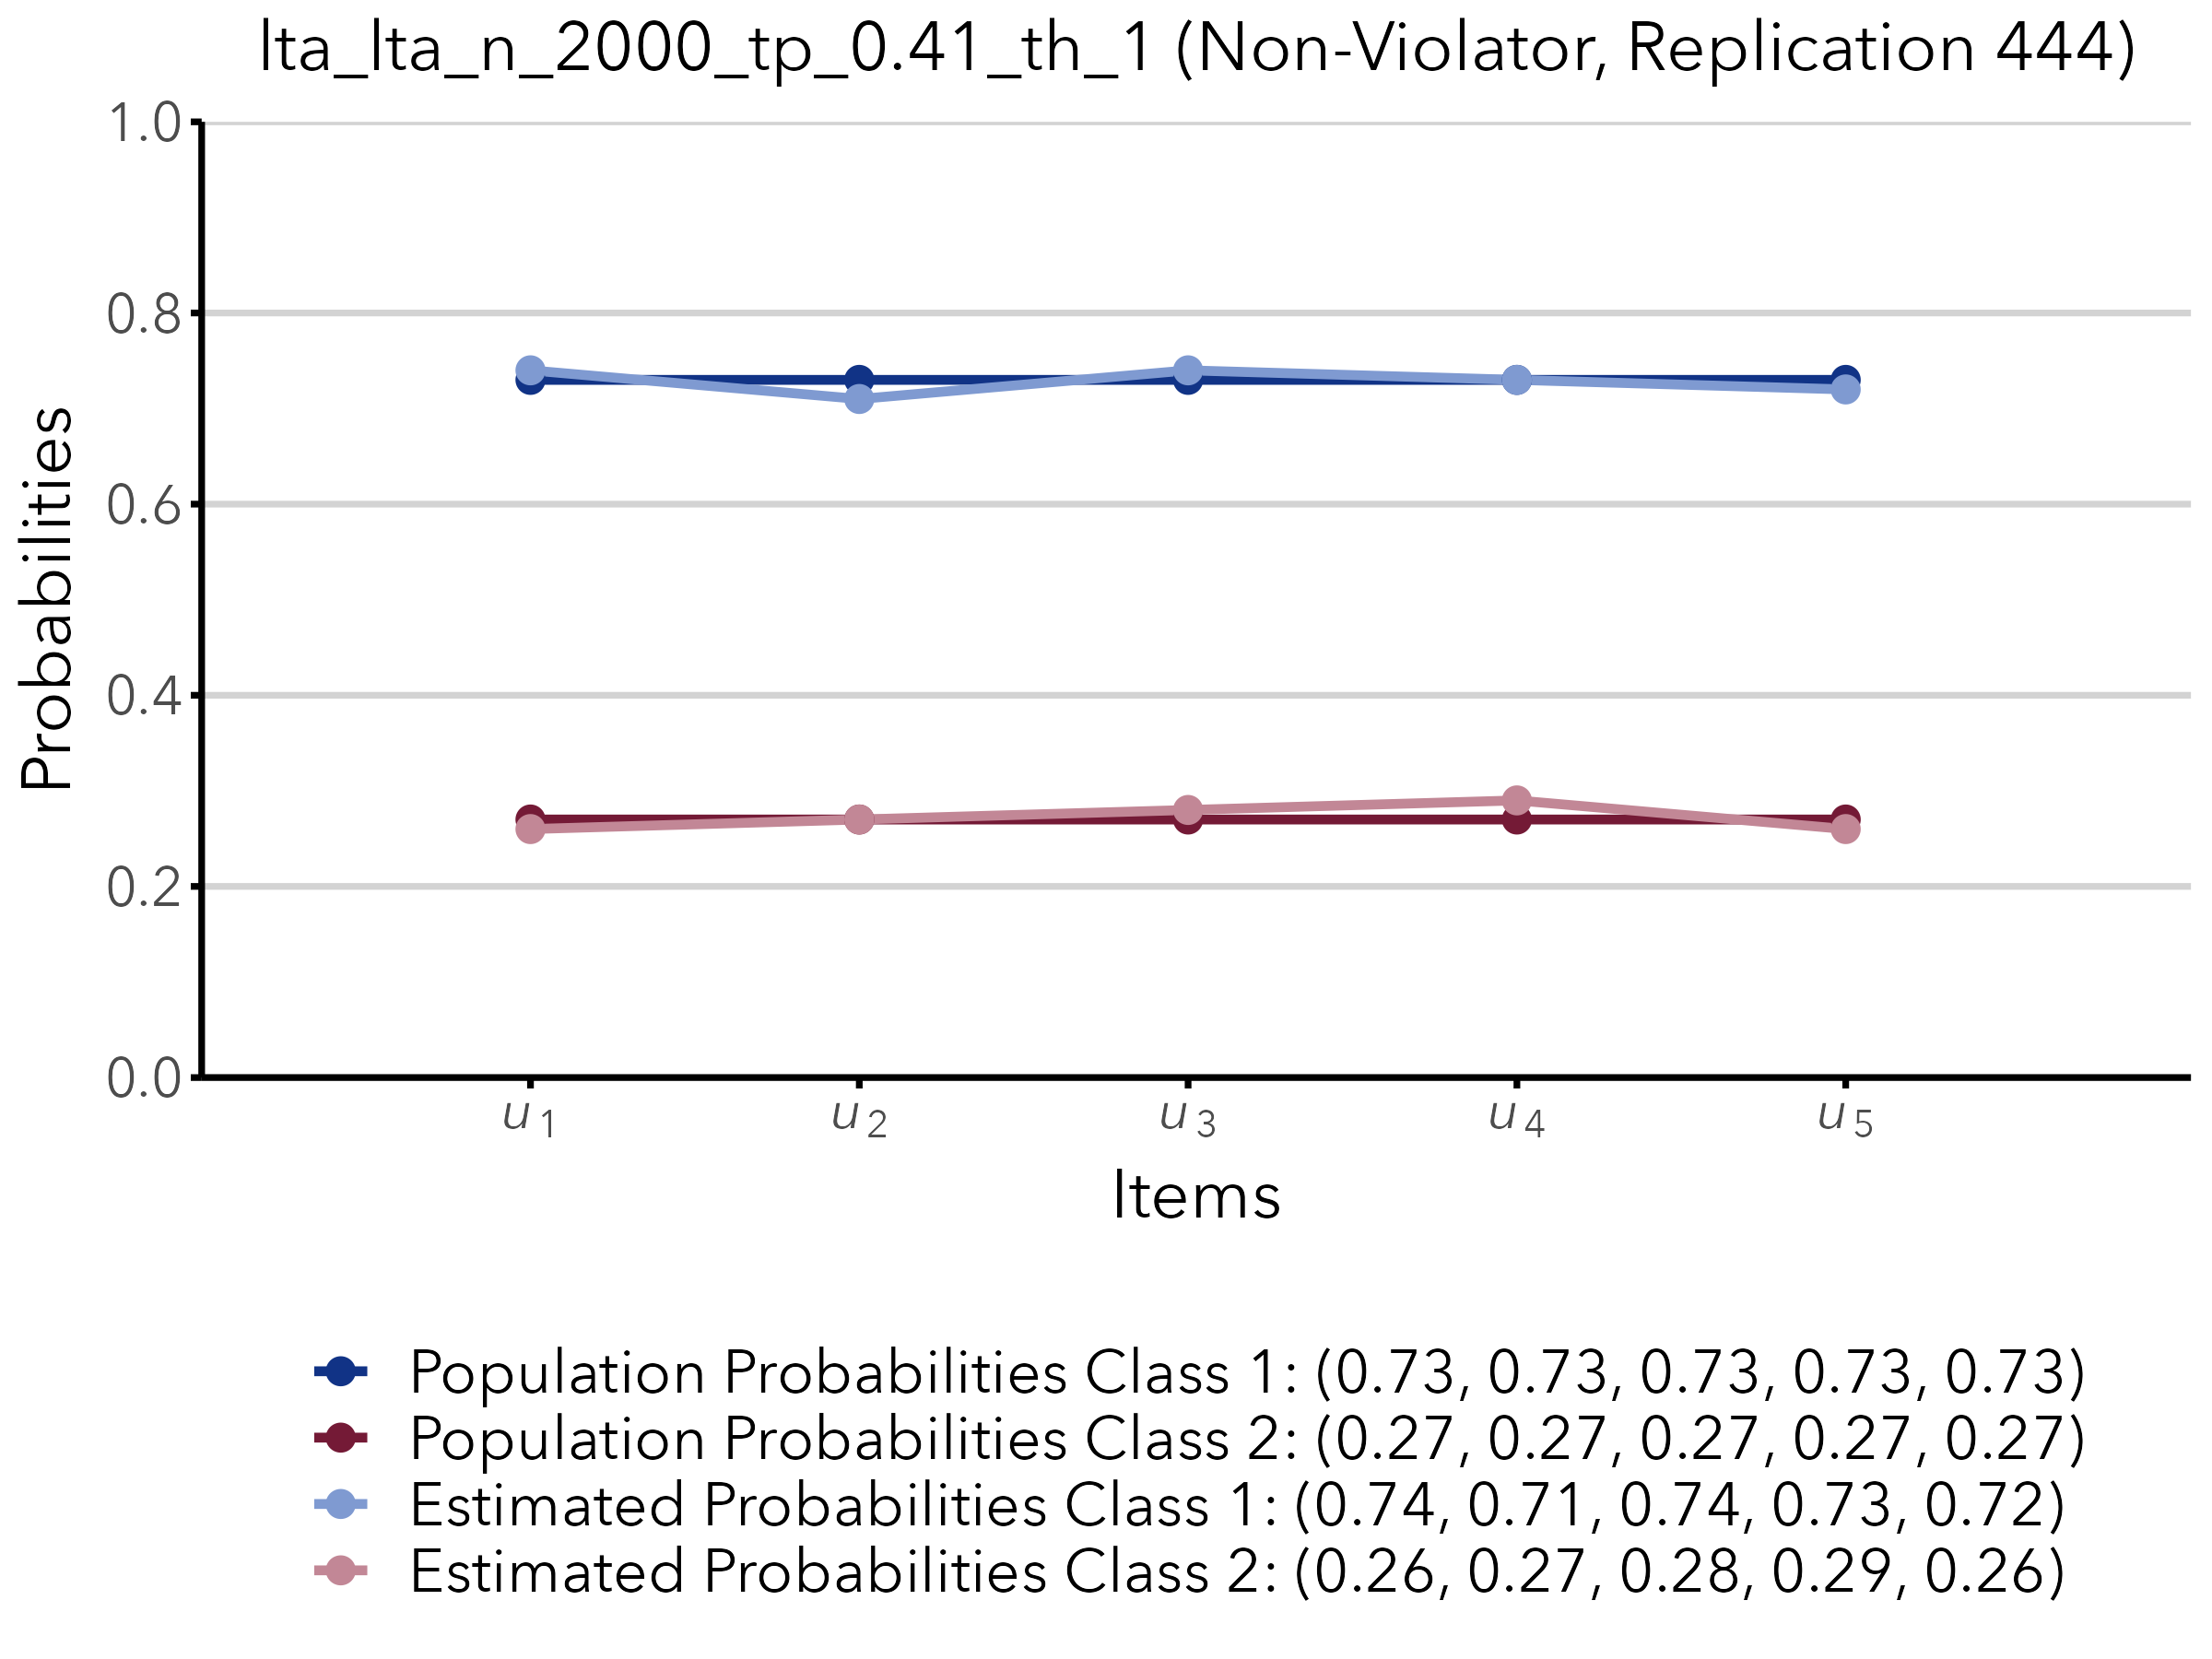 lta_lta_n_2000_tp_0.41_th_1 (Non-Violator, Replication 444)
1.0
0.8
0.6
0.4
0.2
0.0
Probabilities
u1
u2
u3
u4
u5
Items
Population Probabilities Class 1: (0.73, 0.73, 0.73, 0.73, 0.73)
Population Probabilities Class 2: (0.27, 0.27, 0.27, 0.27, 0.27)
Estimated Probabilities Class 1: (0.74, 0.71, 0.74, 0.73, 0.72)
Estimated Probabilities Class 2: (0.26, 0.27, 0.28, 0.29, 0.26)